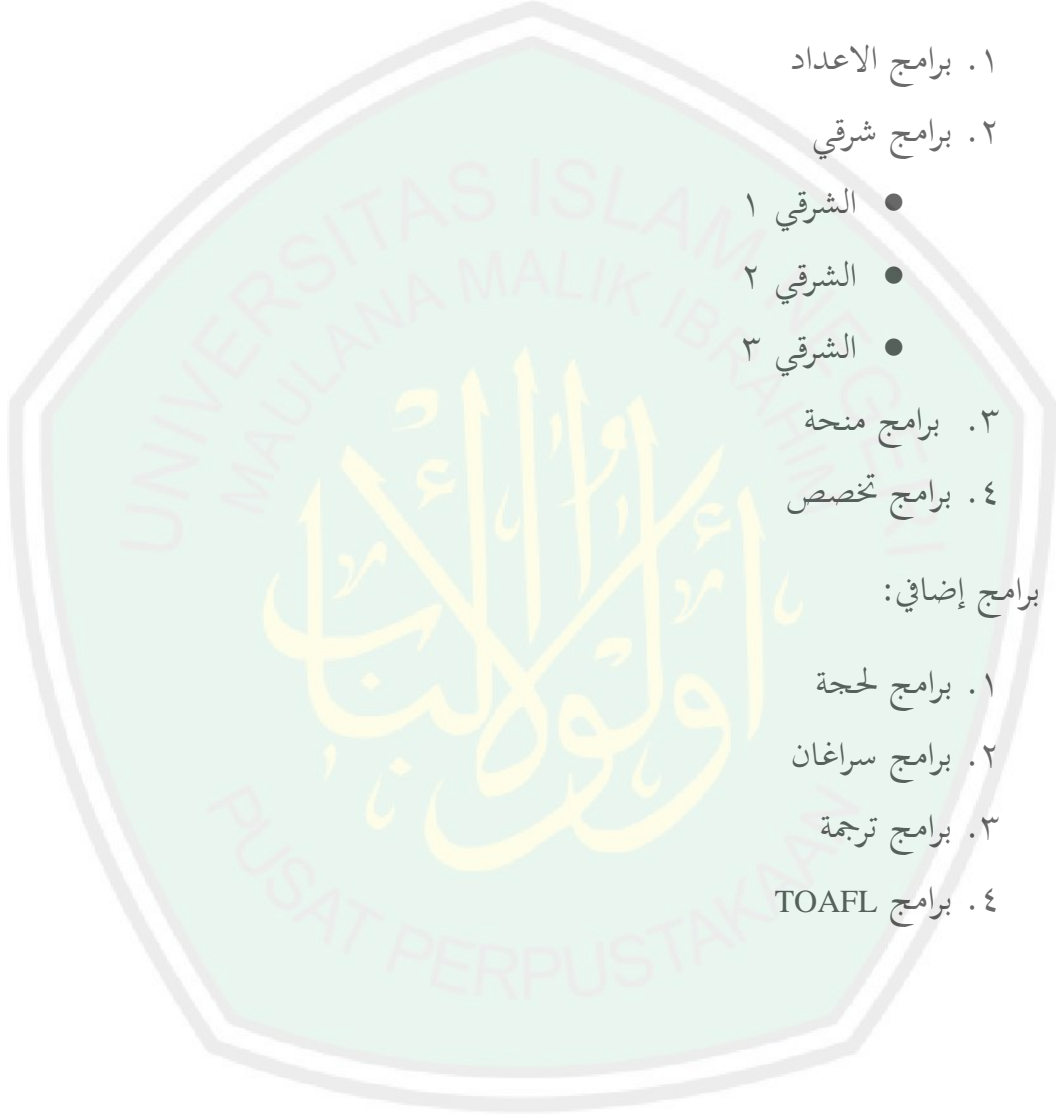 ١. برامج الاعداد
٢. برامج شرقي
● الشرقي ١
● الشرقي ٢
● الشرقي ٣
٣. برامج منحة
٤. برامج تخصص
برامج إضافي:
١. برامج لحجة
٢. برامج سراغان
٣. برامج ترجمة
٤. برامج TOAFL
UNIVERSITAS ISLAM NEGERI
MAULANA MALIK IBRAHIM
PUSAT PERPUSTAKAAN